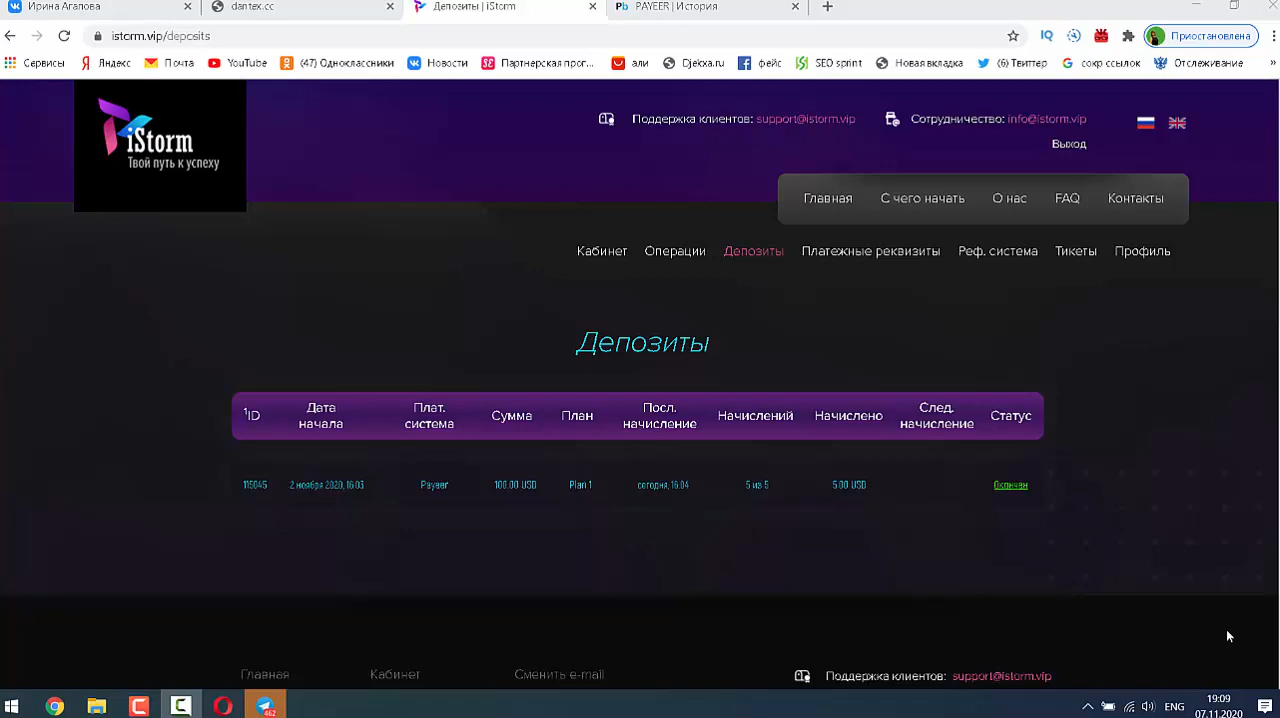 Ирина Агапова
dantex.cc
Депозиты | iStorm
PAYEER | История
istorm.vip/deposits
Приостановлена
Сервисы
Яндекс
Почта
YouTube
(47) Одноклассники
Новости
Партнерская прог...
али
Djekxa.ru
фейс
SEO sprint
Новая вкладка
(6) Твиттер
сокр ссылок
Отслеживание
»
iStorm
Твой путь к успеху
Поддержка клиентов: support@istorm.vip
Сотрудничество: info@istorm.vip
Выход
Главная
С чего начать
О нас
FAQ
Контакты
Кабинет
Операции
Депозиты
Платежные реквизиты
Реф. система
Тикеты
Профиль
Депозиты
¹ID
Дата
начала
Плат.
система
Сумма
План
Посл.
начисление
Начислений
Начислено
След.
начисление
Статус
115045
2 ноября 2020, 16:03
Payeer
100.00 USD
Plan 1
сегодня, 16:04
5 из 5
5.00 USD
Окончен
Главная
Кабинет
Сменить e-mail
Поддержка клиентов: support@istorm.vip
462
ENG
19:09
07.11.2020